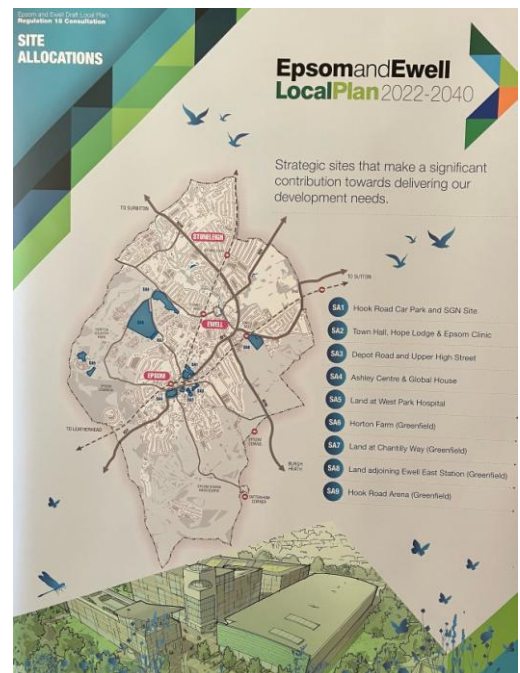 Epsom and Ewell Draft Local Plan
Regulation 18 Consultation
SITE
ALLOCATIONS
EpsomandEwell
LocalPlan 2022-2040
Strategic sites that make a significant
contribution towards delivering our
development needs.
TO SURBITON
STONELEIGH
TO SUTTON
EWELL
EPSOM
TO LEATHERHEAD
BURGH
HEATH
TATTENHAM
CORNER
SA1 Hook Road Car Park and SGN Site
SA2 Town Hall, Hope Lodge & Epsom Clinic
SA3 Depot Road and Upper High Street
SA4 Ashley Centre & Global House
SA5 Land at West Park Hospital
SA6 Horton Farm (Greenfield)
SA7 Land at Chantilly Way (Greenfield)
SA8 Land adjoining Ewell East Station (Greenfield)
SA9 Hook Road Arena (Greenfield)